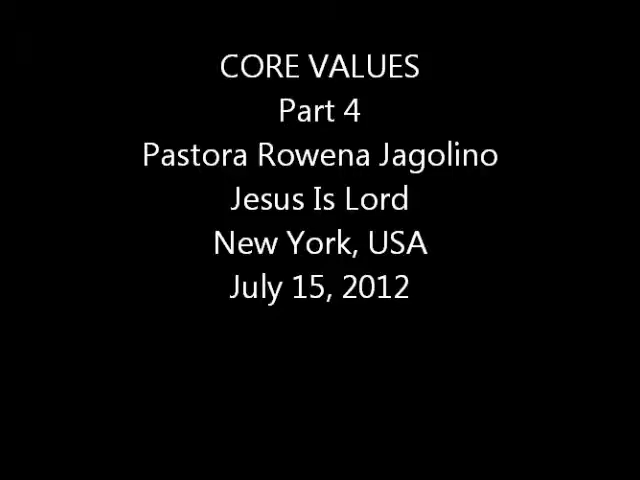 CORE VALUES
Part 4
Pastora Rowena Jagolino
Jesus Is Lord
New York, USA
July 15, 2012